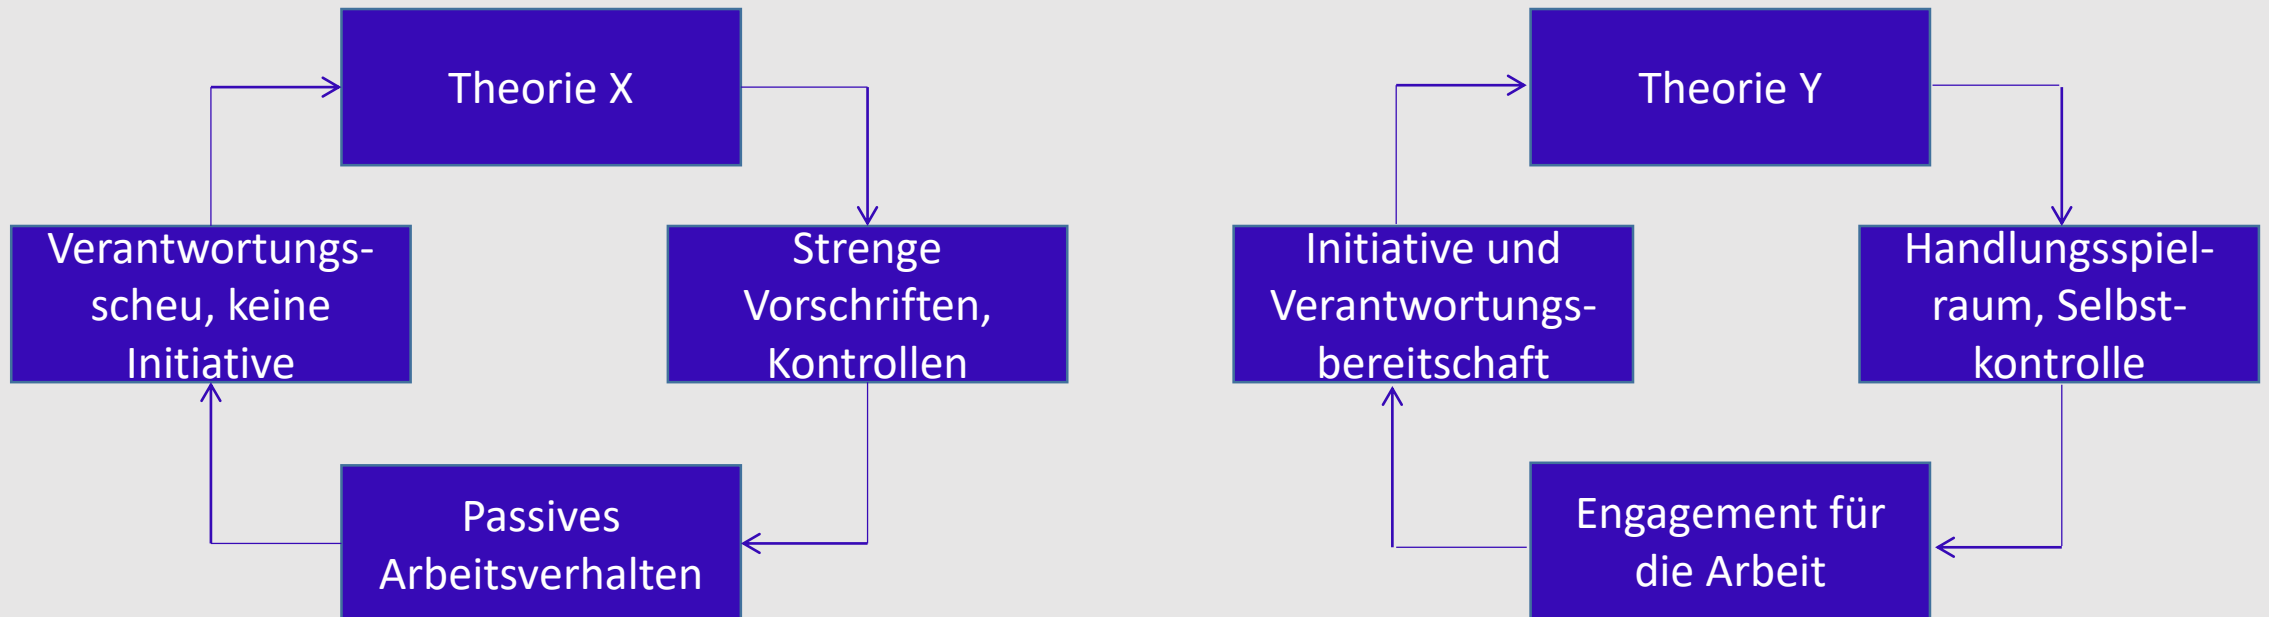 Theorie X
Verantwortungs-
scheu, keine
Initiative
Strenge
Vorschriften,
Kontrollen
Passives
Arbeitsverhalten
Theorie Y
Initiative und
Verantwortungs-
bereitschaft
Handlungsspiel-
raum, Selbst-
kontrolle
Engagement für
die Arbeit